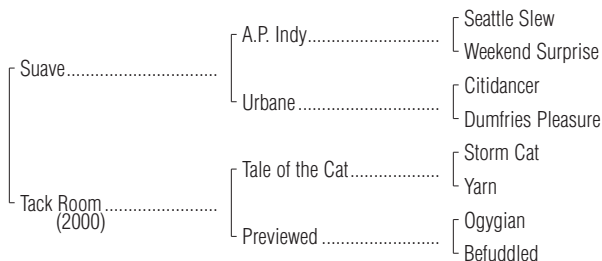 Seattle Slew
A.P. Indy
Weekend Surprise
Suave
Citidancer
Urbane
Dumfries Pleasure
Storm Cat
Tale of the Cat
Yarn
Tack Room
(2000)
Ogygian
Previewed
Befuddled